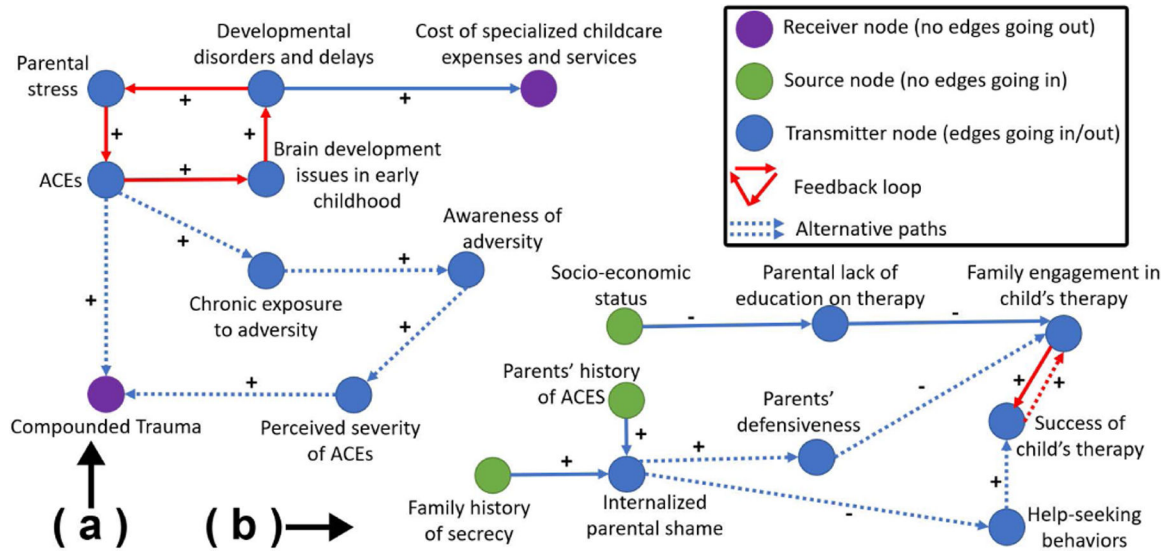 Developmental
disorders and delays
Cost of specialized childcare
expenses and services
Parental
stress
+
+
+
+
+
ACEs
Brain development
issues in early
childhood
+
Awareness of
adversity
+
Chronic exposure
to adversity
+
+
+
Compounded Trauma
Perceived severity
of ACEs
( a )
( b )
Receiver node (no edges going out)
Source node (no edges going in)
Transmitter node (edges going in/out)
Feedback loop
Alternative paths
Socio-economic
status
Parental lack of
education on therapy
Family engagement in
child's therapy
-
-
Parents' history
of ACES
+
Parents'
defensiveness
-
+
+
Success of
child's therapy
+
+
Family history
of secrecy
Internalized
parental shame
-
+
Help-seeking
behaviors